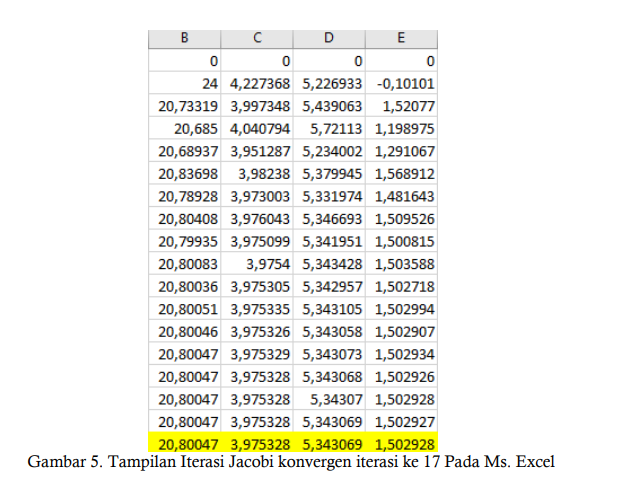 B C D E
0 0 0 0
24 4,227368 5,226933 -0,10101
20,73319 3,997348 5,439063 1,52077
20,685 4,040794 5,72113 1,198975
20,68937 3,951287 5,234002 1,291067
20,83698 3,98238 5,379945 1,568912
20,78928 3,973003 5,331974 1,481643
20,80408 3,976043 5,346693 1,509526
20,79935 3,975099 5,341951 1,500815
20,80083 3,9754 5,343428 1,503588
20,80036 3,975305 5,342957 1,502718
20,80051 3,975335 5,343105 1,502994
20,80046 3,975326 5,343058 1,502907
20,80047 3,975329 5,343073 1,502934
20,80047 3,975328 5,343068 1,502926
20,80047 3,975328 5,34307 1,502928
20,80047 3,975328 5,343069 1,502927
20,80047 3,975328 5,343069 1,502928
Gambar 5. Tampilan Iterasi Jacobi konvergen iterasi ke 17 Pada Ms. Excel